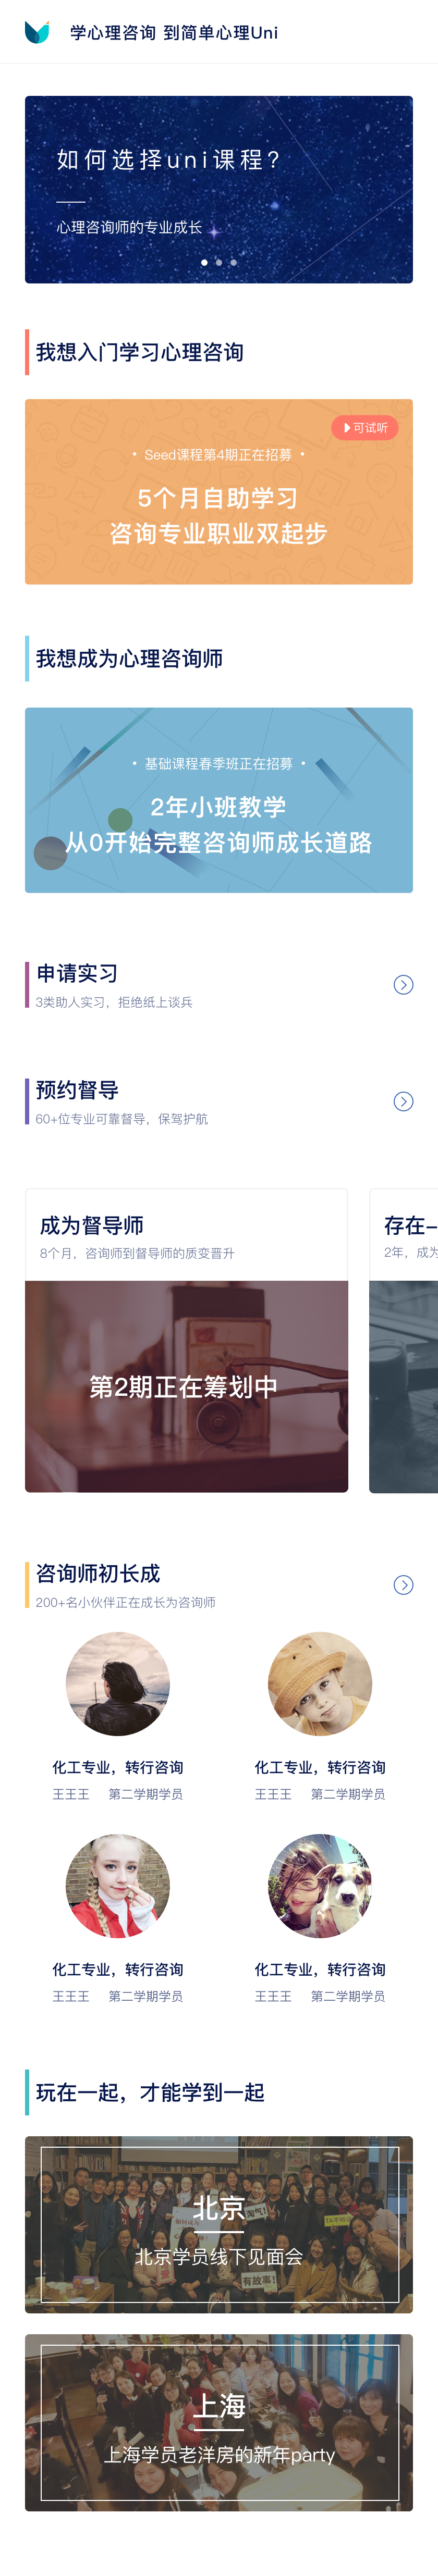 学心理咨询 到简单心理Uni
如何选择uni课程?
心理咨询师的专业成长
我想入门学习心理咨询
可试听
• Seed课程第4期正在招募 •
5个月自助学习
咨询专业职业双起步
我想成为心理咨询师
• 基础课程春季班正在招募 •
2年小班教学
从0开始完整咨询师成长道路
申请实习
3类助人实习，拒绝纸上谈兵
预约督导
60+位专业可靠督导，保驾护航
成为督导师
8个月，咨询师到督导师的质变晋升
第2期正在筹划中
存在-
2年，成为
咨询师初长成
200+名小伙伴正在成长为咨询师
化工专业，转行咨询
王王王 第二学期学员
化工专业，转行咨询
王王王 第二学期学员
化工专业，转行咨询
王王王 第二学期学员
化工专业，转行咨询
王王王 第二学期学员
玩在一起，才能学到一起
北京
北京学员线下见面会
有故事!
上海
上海学员老洋房的新年party